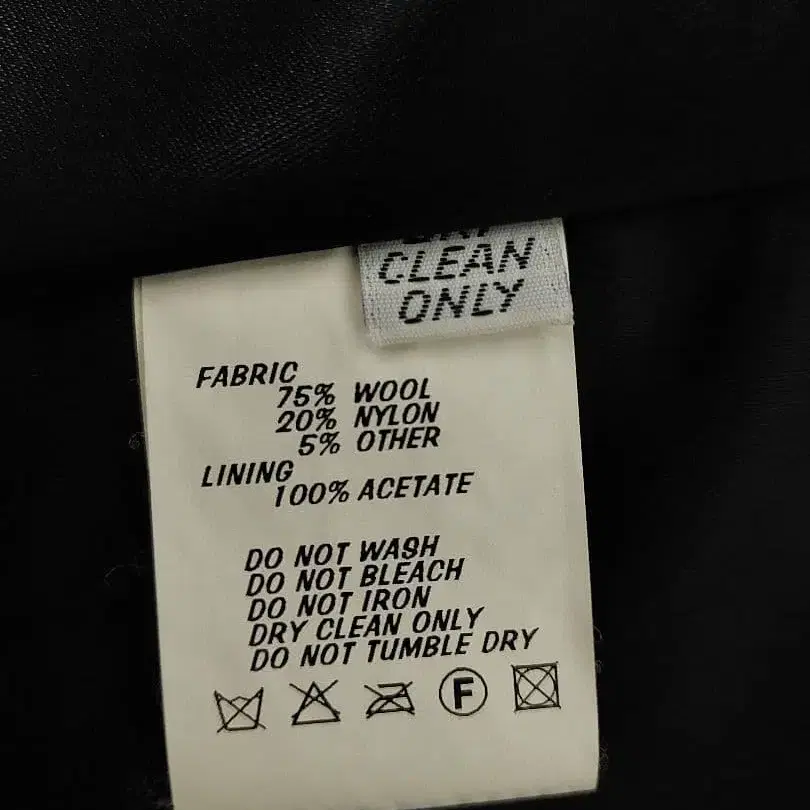 CLEAN
ONLY
FABRIC
75% WOOL
20% NYLON
5% OTHER
LINING
100% ACETATE
DO NOT WASH
DO NOT BLEACH
DO NOT IRON
DRY CLEAN ONLY
DO NOT TUMBLE DRY
F